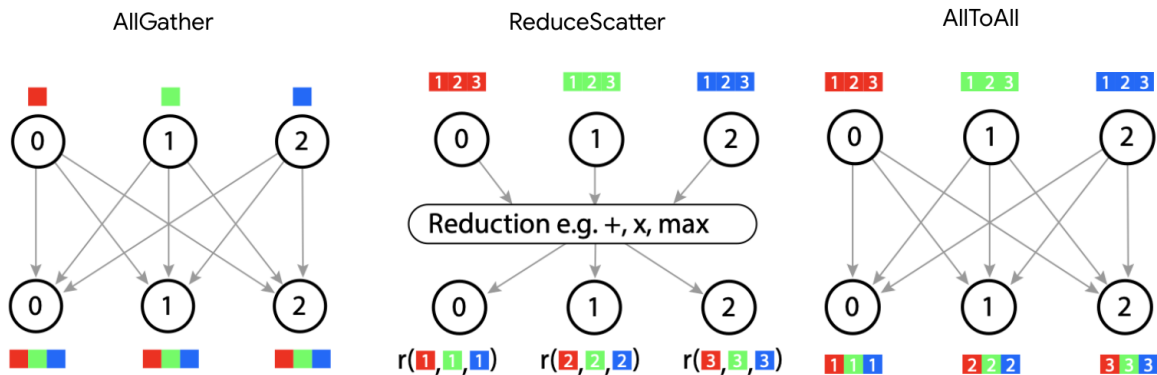 AllGather
0 1 2
0 1 2
ReduceScatter
1 2 3 1 2 3 1 2 3
0 1 2
Reduction e.g. +, x, max
0 1 2
r(1,1,1) r(2,2,2) r(3,3,3)
AllToAll
1 2 3 1 2 3 1 2 3
0 1 2
0 1 2
1 1 1 2 2 2 3 3 3